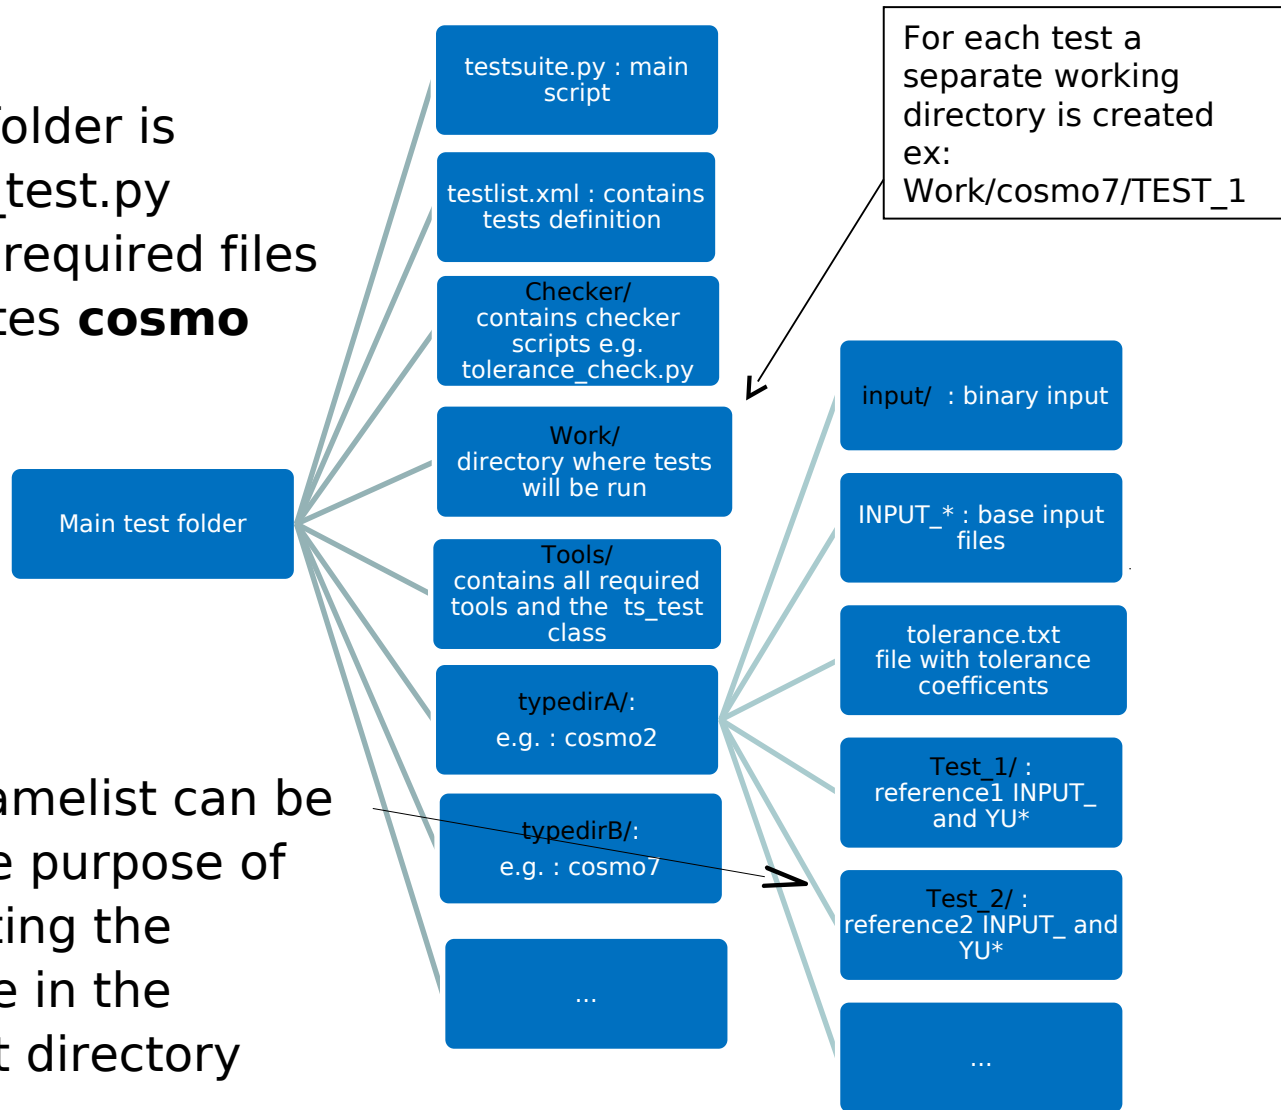 For each test a
separate working
directory is created
ex:
Work/cosmo7/TEST_1
folder is
_test.py
required files
tes cosmo
Main test folder
testsuite.py : main
script
testlist.xml : contains
tests definition
Checker/
contains checker
scripts e.g.
tolerance_check.py
Work/
directory where tests
will be run
Tools/
contains all required
tools and the ts_test
class
typedirA/:
e.g. : cosmo2
typedirB/:
e.g. : cosmo7
...
input/ : binary input
INPUT_* : base input
files
tolerance.txt
file with tolerance
coefficents
Test_1/ :
reference1 INPUT_
and YU*
Test_2/ :
reference2 INPUT_ and
YU*
...
amelist can be
e purpose of
ting the
e in the
t directory